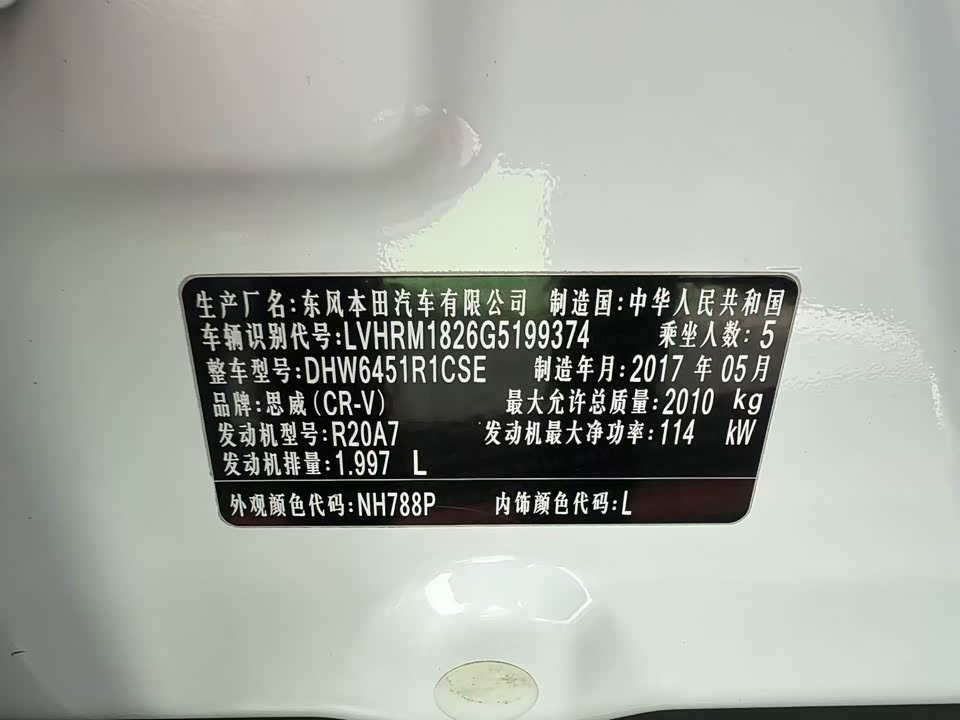 生产厂名:东风本田汽车有限公司 制造国:中华人民共和国
车辆识别代号:LVHRM1826G5199374 乘坐人数:5
整车型号:DHW6451R1CSE 制造年月:2017 年 05月
品牌:思威(CR-V) 最大允许总质量:2010 kg
发动机型号:R20A7 发动机最大净功率:114 kW
发动机排量:1.997 L
外观颜色代码:NH788P 内饰颜色代码:L